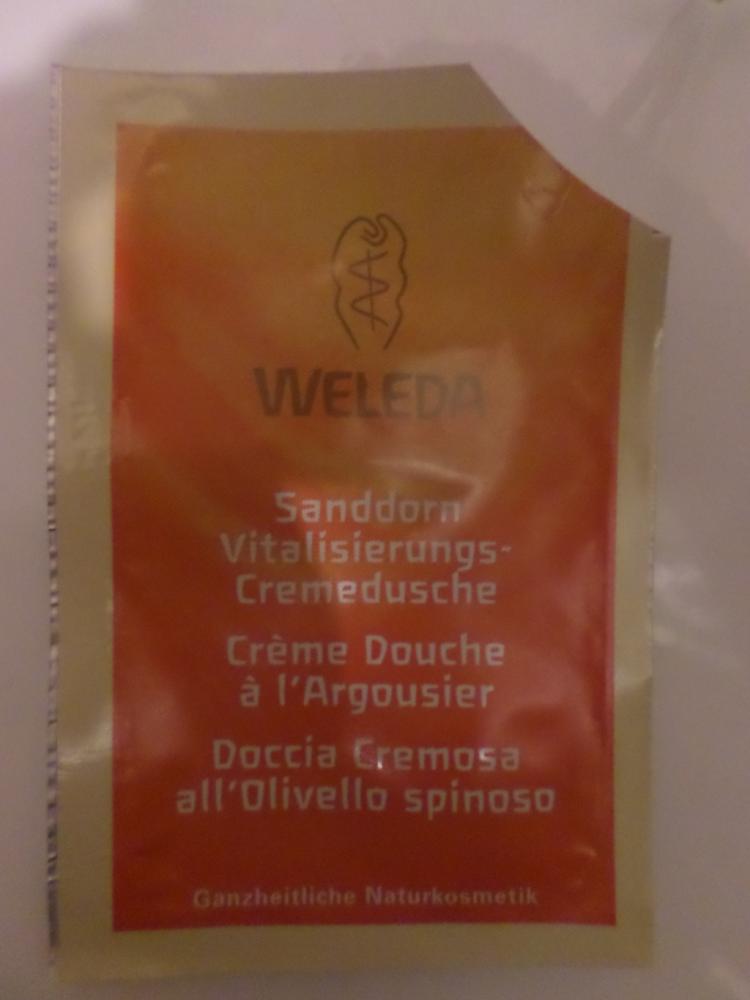 WELEDA
Sanddorn
Vitalisierungs-
Cremedusche
Crème Douche
à l'Argousier
Doccia Cremosa
all'Olivello spinoso
Ganzheitliche Naturkosmetik